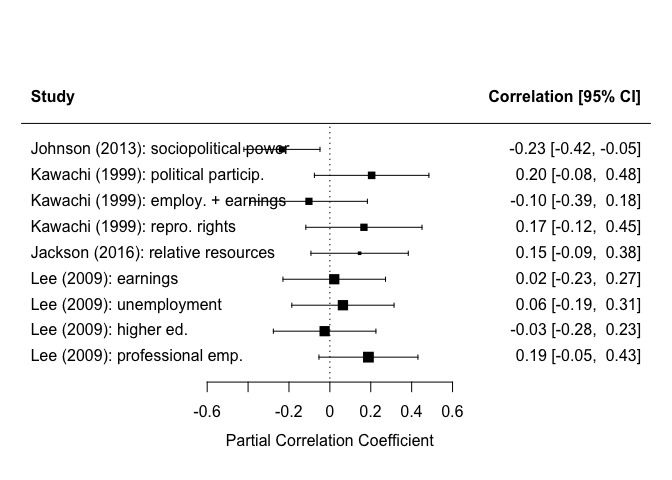 Study Correlation [95% CI]
Johnson (2013): sociopolitical power -0.23 [-0.42, -0.05]
Kawachi (1999): political particip. 0.20 [-0.08, 0.48]
Kawachi (1999): employ. + earnings -0.10 [-0.39, 0.18]
Kawachi (1999): repro. rights 0.17 [-0.12, 0.45]
Jackson (2016): relative resources 0.15 [-0.09, 0.38]
Lee (2009): earnings 0.02 [-0.23, 0.27]
Lee (2009): unemployment 0.06 [-0.19, 0.31]
Lee (2009): higher ed. -0.03 [-0.28, 0.23]
Lee (2009): professional emp. 0.19 [-0.05, 0.43]
-0.6 -0.2 0 0.2 0.4 0.6
Partial Correlation Coefficient